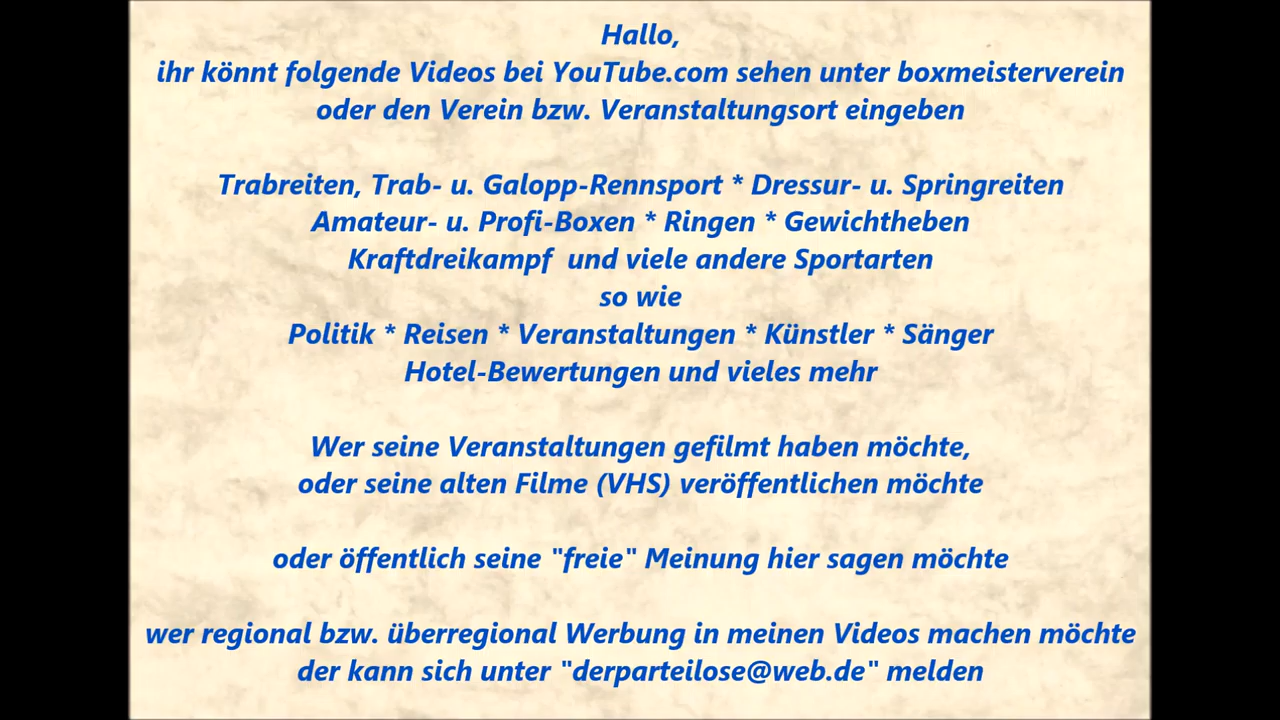 Hallo,
ihr könnt folgende Videos bei YouTube.com sehen unter boxmeisterverein
oder den Verein bzw. Veranstaltungsort eingeben
Trabreiten, Trab- u. Galopp-Rennsport * Dressur- u. Springreiten
Amateur- u. Profi-Boxen * Ringen * Gewichtheben
Kraftdreikampf  und viele andere Sportarten
so wie
Politik * Reisen * Veranstaltungen * Künstler * Sänger
Hotel-Bewertungen und vieles mehr
Wer seine Veranstaltungen gefilmt haben möchte,
oder seine alten Filme (VHS) veröffentlichen möchte
oder öffentlich seine "freie" Meinung hier sagen möchte
wer regional bzw. überregional Werbung in meinen Videos machen möchte
der kann sich unter "derparteilose@web.de" melden